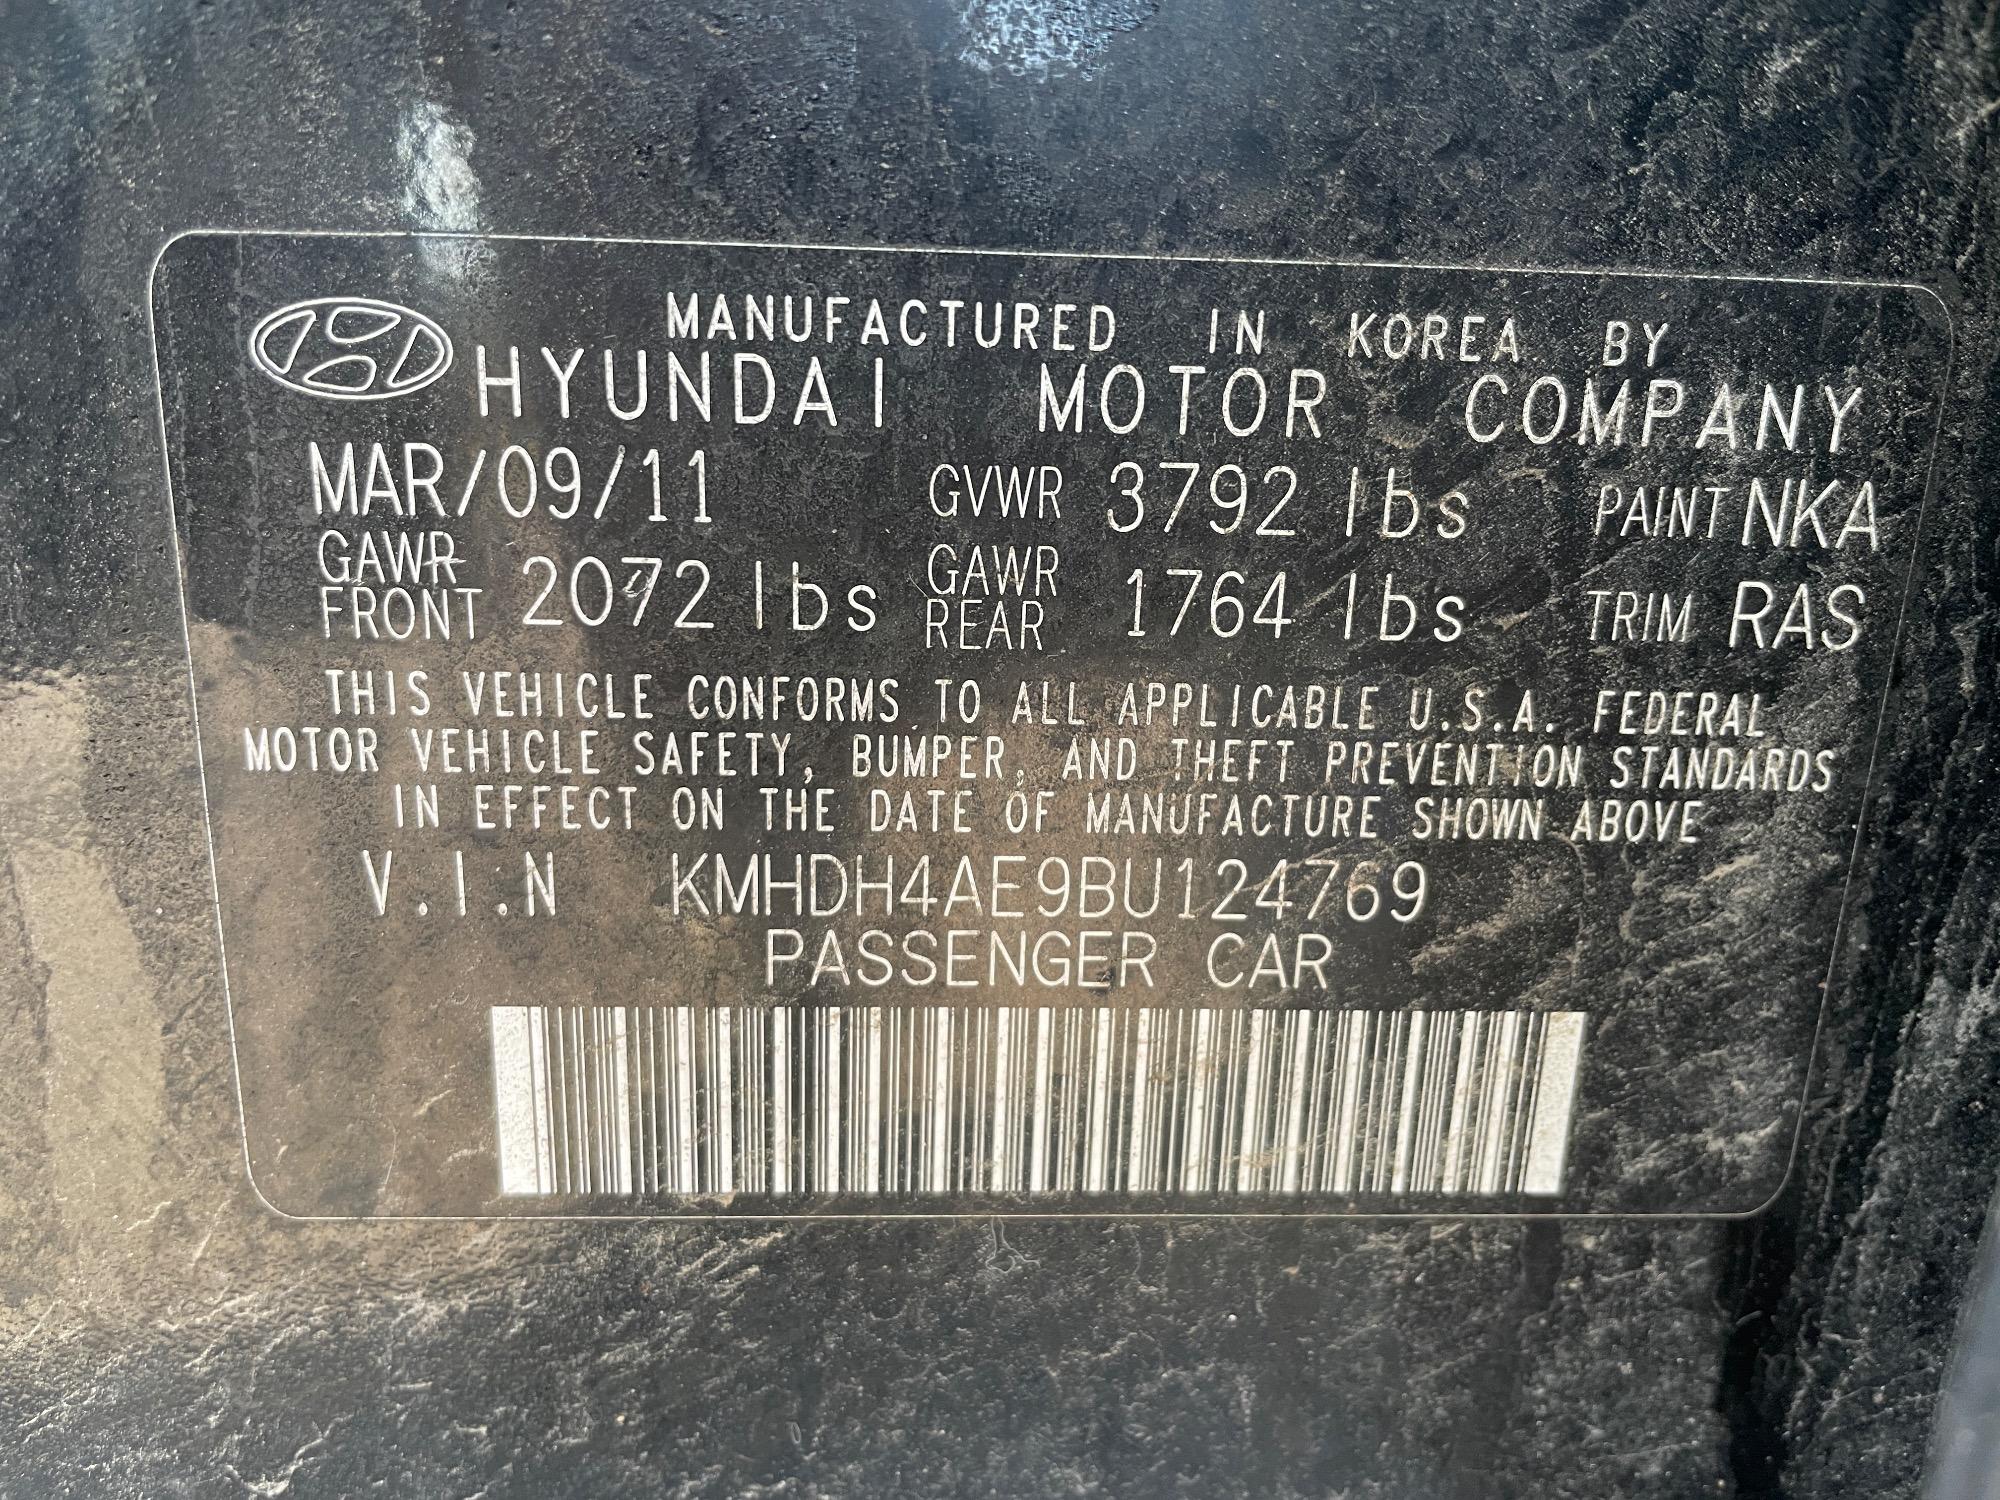 MANUFACTURED IN KOREA BY
HYUNDAI MOTOR COMPANY
MAR/09/11 GVWR 3792 lbs PAINT NKA
GAWR FRONT 2072 lbs GAWR REAR 1764 lbs TRIM RAS
THIS VEHICLE CONFORMS TO ALL APPLICABLE U.S.A. FEDERAL
MOTOR VEHICLE SAFETY, BUMPER, AND THEFT PREVENTION STANDARDS
IN EFFECT ON THE DATE OF MANUFACTURE SHOWN ABOVE
V.I.N KMHDH4AE9BU124769
PASSENGER CAR